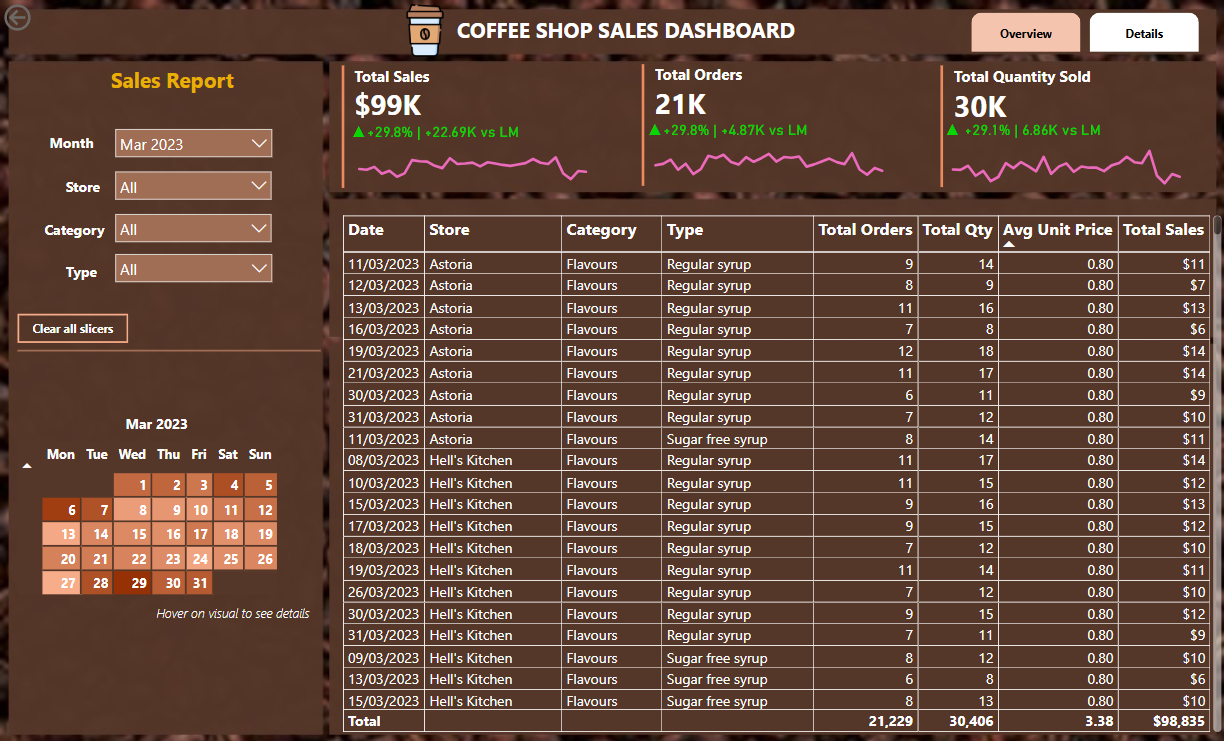 COFFEE SHOP SALES DASHBOARD
Overview
Details
Sales Report
Month Mar 2023
Store All
Category All
Type All
Clear all slicers
Mar 2023
Mon Tue Wed Thu Fri Sat Sun
1 2 3 4 5
6 7 8 9 10 11 12
13 14 15 16 17 18 19
20 21 22 23 24 25 26
27 28 29 30 31
Hover on visual to see details
Total Sales
$99K
+29.8% | +22.69K vs LM
Total Orders
21K
+29.8% | +4.87K vs LM
Total Quantity Sold
30K
+29.1% | 6.86K vs LM
Date Store Category Type Total Orders Total Qty Avg Unit Price Total Sales
11/03/2023 Astoria Flavours Regular syrup 9 14 0.80 $11
12/03/2023 Astoria Flavours Regular syrup 8 9 0.80 $7
13/03/2023 Astoria Flavours Regular syrup 11 16 0.80 $13
16/03/2023 Astoria Flavours Regular syrup 7 8 0.80 $6
19/03/2023 Astoria Flavours Regular syrup 12 18 0.80 $14
21/03/2023 Astoria Flavours Regular syrup 11 17 0.80 $14
30/03/2023 Astoria Flavours Regular syrup 6 11 0.80 $9
31/03/2023 Astoria Flavours Regular syrup 7 12 0.80 $10
11/03/2023 Astoria Flavours Sugar free syrup 8 14 0.80 $11
08/03/2023 Hell's Kitchen Flavours Regular syrup 11 17 0.80 $14
10/03/2023 Hell's Kitchen Flavours Regular syrup 11 15 0.80 $12
15/03/2023 Hell's Kitchen Flavours Regular syrup 9 16 0.80 $13
17/03/2023 Hell's Kitchen Flavours Regular syrup 9 15 0.80 $12
18/03/2023 Hell's Kitchen Flavours Regular syrup 7 12 0.80 $10
19/03/2023 Hell's Kitchen Flavours Regular syrup 11 14 0.80 $11
26/03/2023 Hell's Kitchen Flavours Regular syrup 7 12 0.80 $10
30/03/2023 Hell's Kitchen Flavours Regular syrup 9 15 0.80 $12
31/03/2023 Hell's Kitchen Flavours Regular syrup 7 11 0.80 $9
09/03/2023 Hell's Kitchen Flavours Sugar free syrup 8 12 0.80 $10
13/03/2023 Hell's Kitchen Flavours Sugar free syrup 6 8 0.80 $6
15/03/2023 Hell's Kitchen Flavours Sugar free syrup 8 13 0.80 $10
Total 21,229 30,406 3.38 $98,835